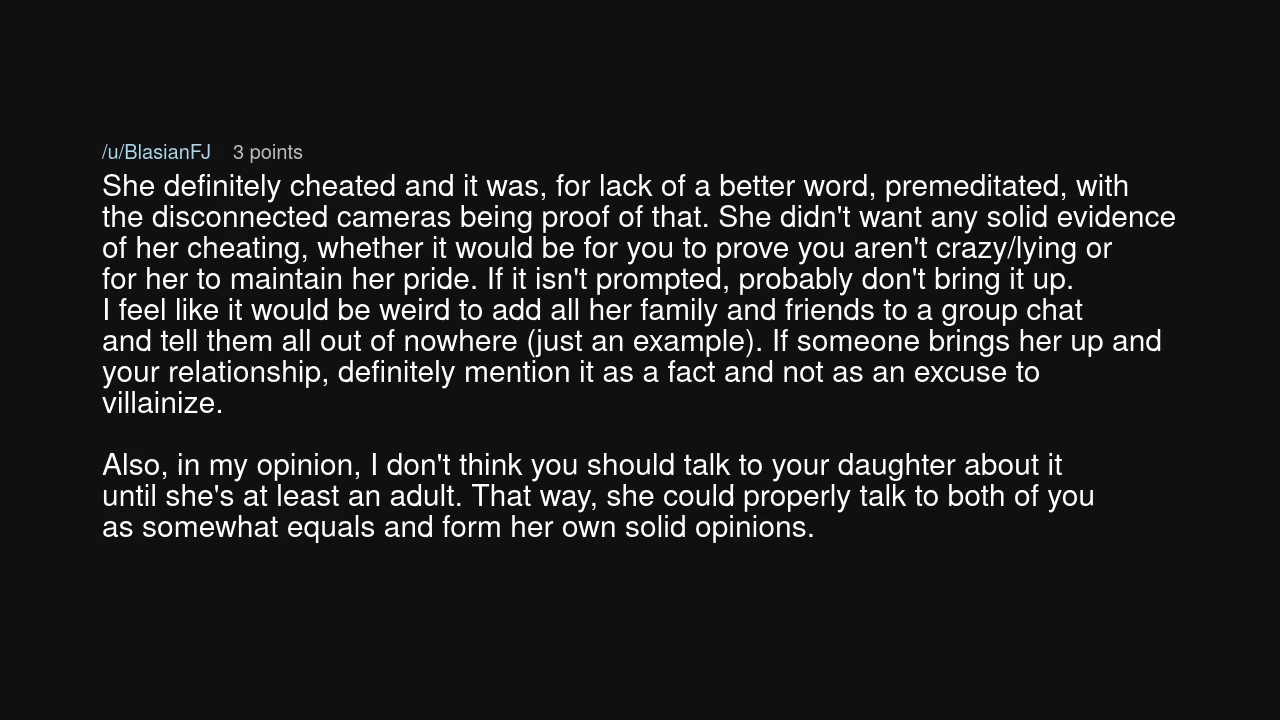 /u/BlasianFJ 3 points
She definitely cheated and it was, for lack of a better word, premeditated, with
the disconnected cameras being proof of that. She didn't want any solid evidence
of her cheating, whether it would be for you to prove you aren't crazy/lying or
for her to maintain her pride. If it isn't prompted, probably don't bring it up.
I feel like it would be weird to add all her family and friends to a group chat
and tell them all out of nowhere (just an example). If someone brings her up and
your relationship, definitely mention it as a fact and not as an excuse to
villainize.
Also, in my opinion, I don't think you should talk to your daughter about it
until she's at least an adult. That way, she could properly talk to both of you
as somewhat equals and form her own solid opinions.